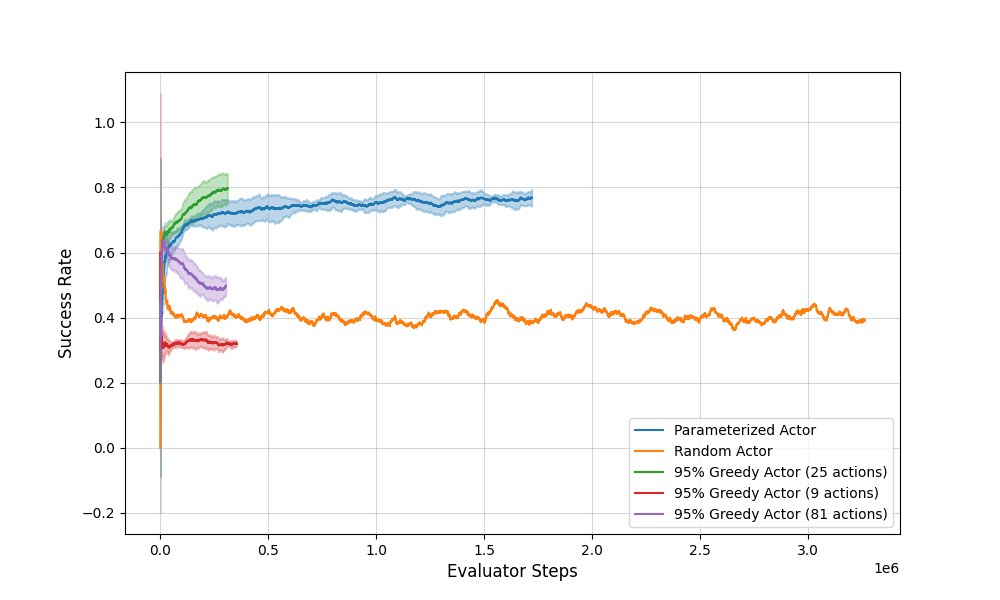 1.0
0.8
0.6
0.4
0.2
0.0
−0.2
Success Rate
0.0 0.5 1.0 1.5 2.0 2.5 3.0
1e6
Evaluator Steps
Parameterized Actor
Random Actor
95% Greedy Actor (25 actions)
95% Greedy Actor (9 actions)
95% Greedy Actor (81 actions)